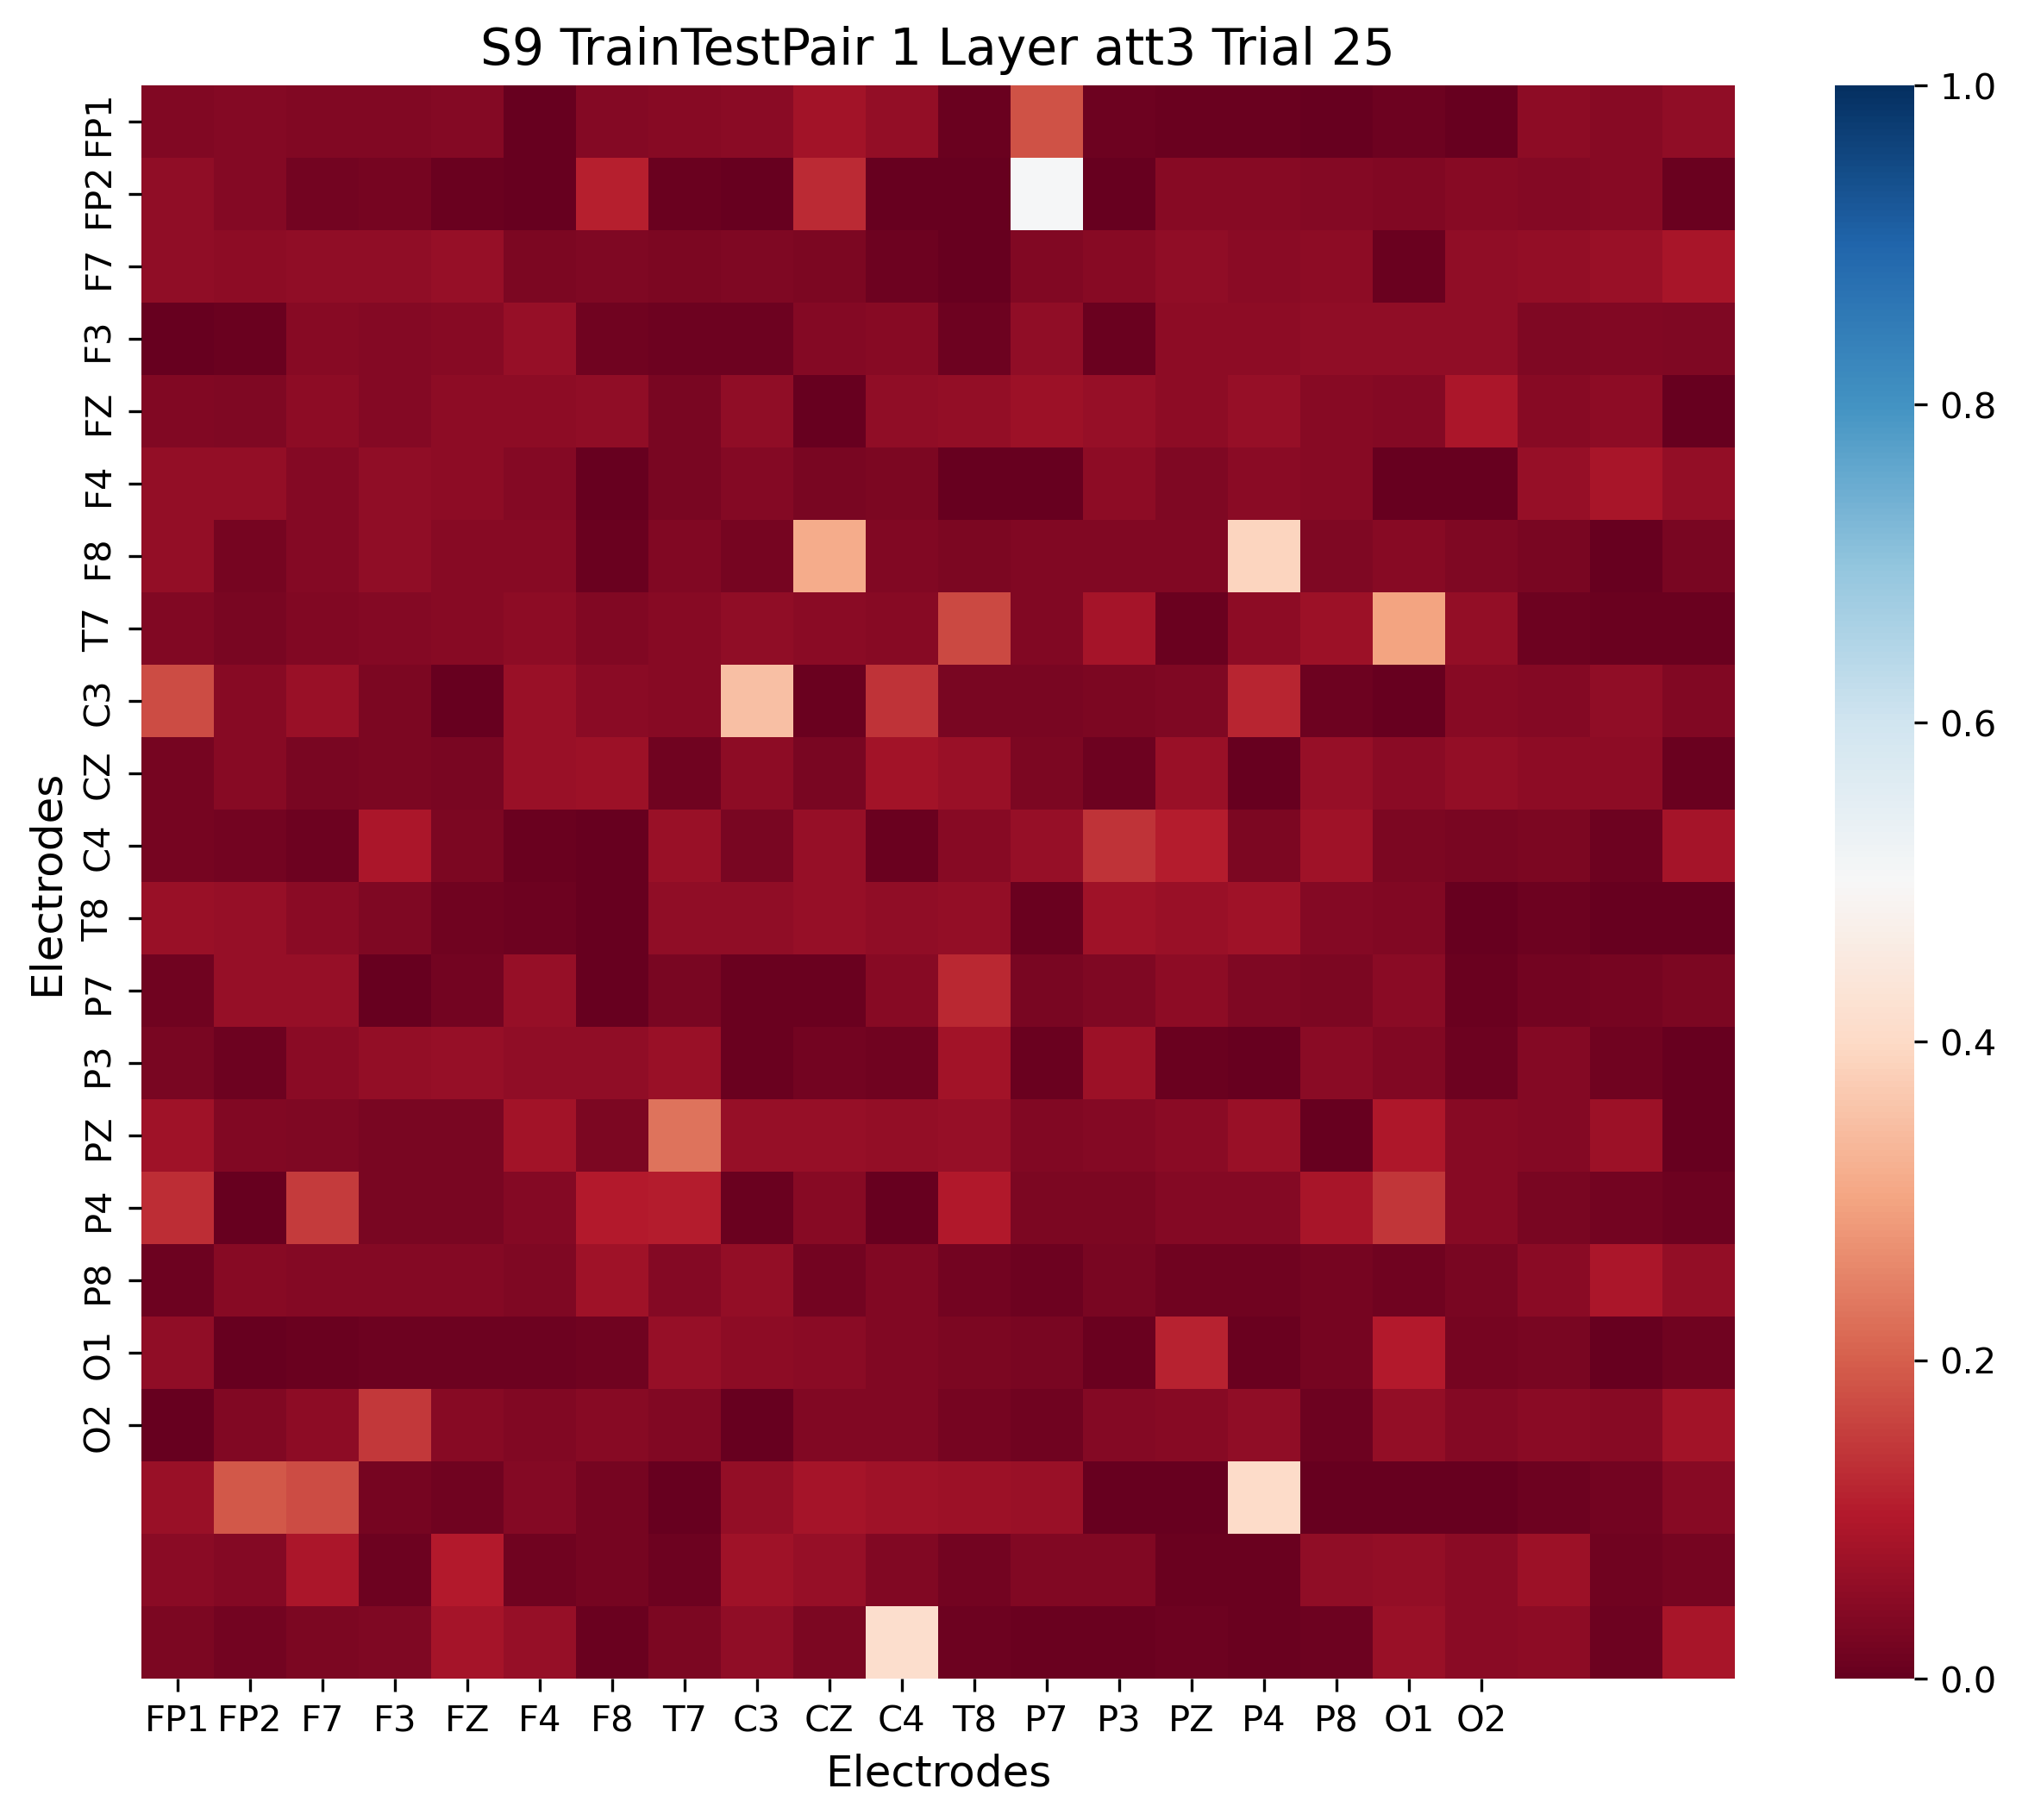 S9 TrainTestPair 1 Layer att3 Trial 25
Electrodes
FP1
FP2
F7
F3
FZ
F4
F8
T7
C3
CZ
C4
T8
P7
P3
PZ
P4
P8
O1
O2
FP1 FP2 F7 F3 FZ F4 F8 T7 C3 CZ C4 T8 P7 P3 PZ P4 P8 O1 O2
Electrodes
1.0
0.8
0.6
0.4
0.2
0.0